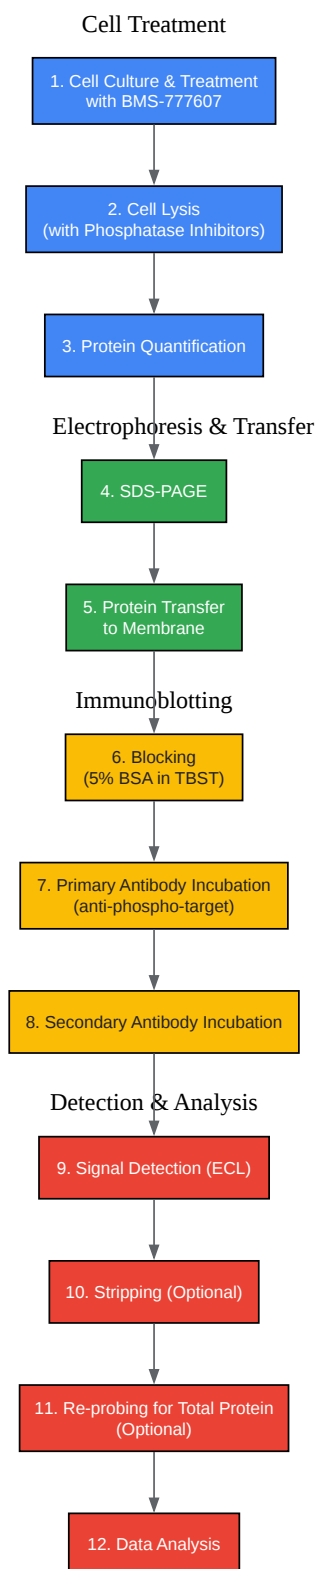 Cell Treatment
1. Cell Culture & Treatment
with BMS-777607
2. Cell Lysis
(with Phosphatase Inhibitors)
3. Protein Quantification
Electrophoresis & Transfer
4. SDS-PAGE
5. Protein Transfer
to Membrane
Immunoblotting
6. Blocking
(5% BSA in TBST)
7. Primary Antibody Incubation
(anti-phospho-target)
8. Secondary Antibody Incubation
Detection & Analysis
9. Signal Detection (ECL)
10. Stripping (Optional)
11. Re-probing for Total Protein
(Optional)
12. Data Analysis